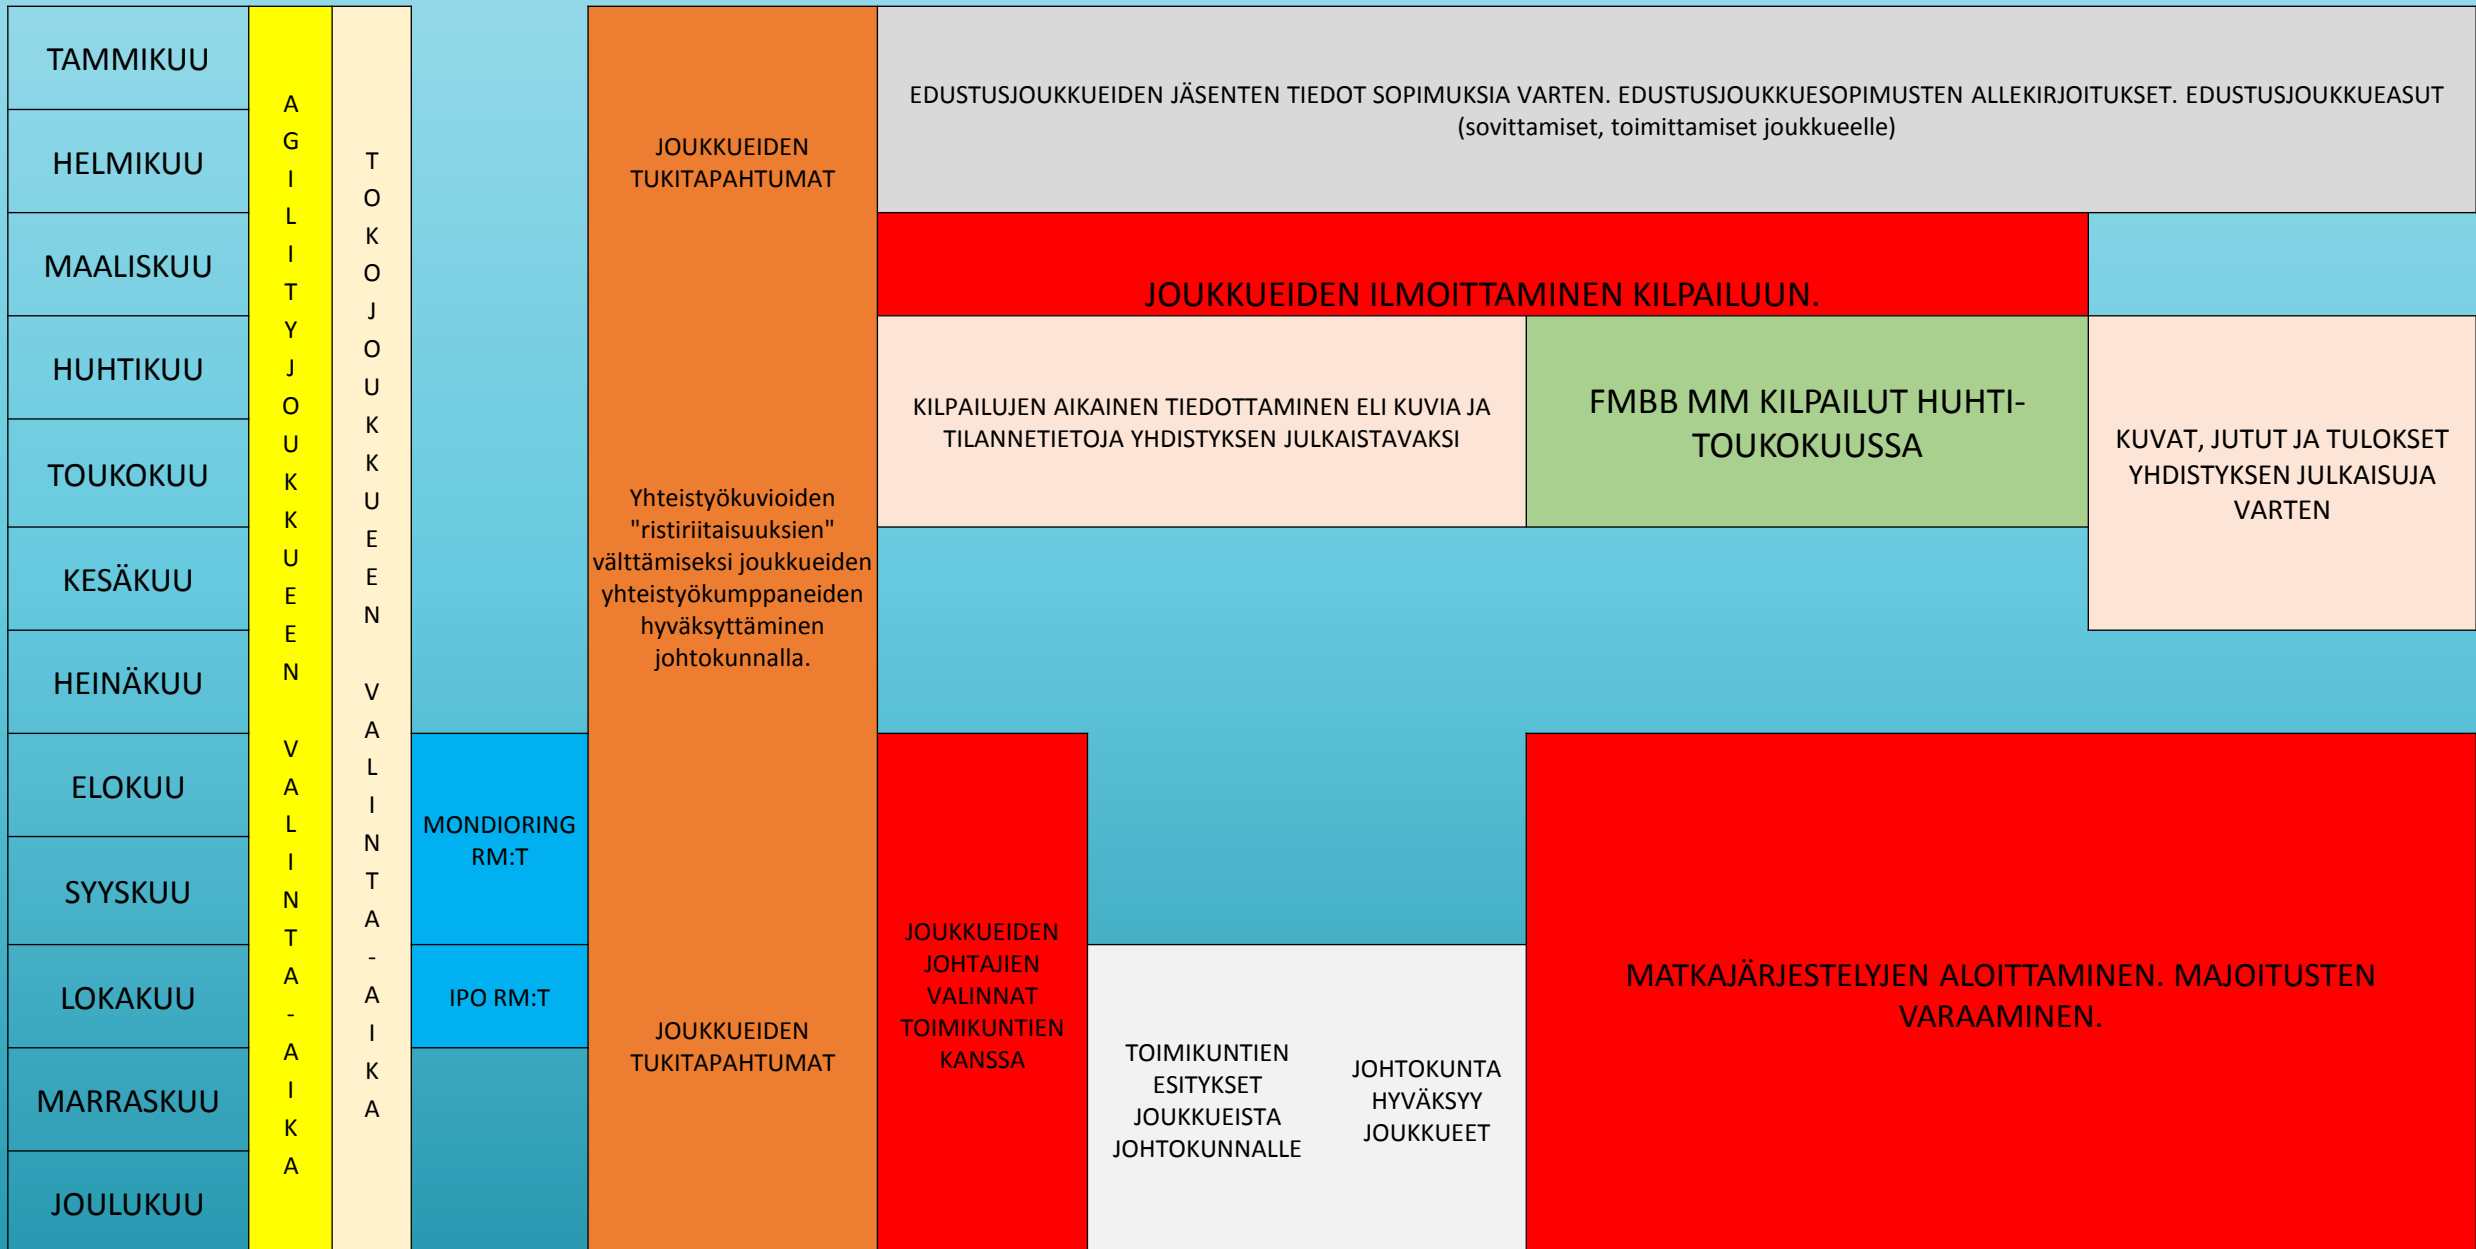 TAMMIKUU
HELMIKUU
MAALISKUU
HUHTIKUU
TOUKOKUU
KESÄKUU
HEINÄKUU
ELOKUU
SYYSKUU
LOKAKUU
MARRASKUU
JOULUKUU
AGILITYJOUKKUEEN VALINTA-AIKA
TOKOJOUKKUEEN VALINTA-AIKA
MONDIORING
RM:T
IPO RM:T
JOUKKUEIDEN
TUKITAPAHTUMAT
Yhteistyökuvioiden
"ristiriitaisuuksien"
välttämiseksi joukkueiden
yhteistyökumppaneiden
hyväksyttäminen
johtokunnalla.
JOUKKUEIDEN
TUKITAPAHTUMAT
EDUSTUSJOUKKUEIDEN JÄSENTEN TIEDOT SOPIMUKSIA VARTEN. EDUSTUSJOUKKUESOPIMUSTEN ALLEKIRJOITUKSET. EDUSTUSJOUKKUEASUT
(sovittamiset, toimittamiset joukkueelle)
JOUKKUEIDEN ILMOITTAMINEN KILPAILUUN.
KILPAILUJEN AIKAINEN TIEDOTTAMINEN ELI KUVIA JA
TILANNETIETOJA YHDISTYKSEN JULKAISTAVAKSI
FMBB MM KILPAILUT HUHTI-
TOUKOKUUSSA
KUVAT, JUTUT JA TULOKSET
YHDISTYKSEN JULKAISUJA
VARTEN
JOUKKUEIDEN
JOHTAJIEN
VALINNAT
TOIMIKUNTIEN
KANSSA
TOIMIKUNTIEN
ESITYKSET
JOUKKUEISTA
JOHTOKUNNALLE
JOHTOKUNTA
HYVÄKSYY
JOUKKUEET
MATKAJÄRJESTELYJEN ALOITTAMINEN. MAJOITUSTEN
VARAAMINEN.